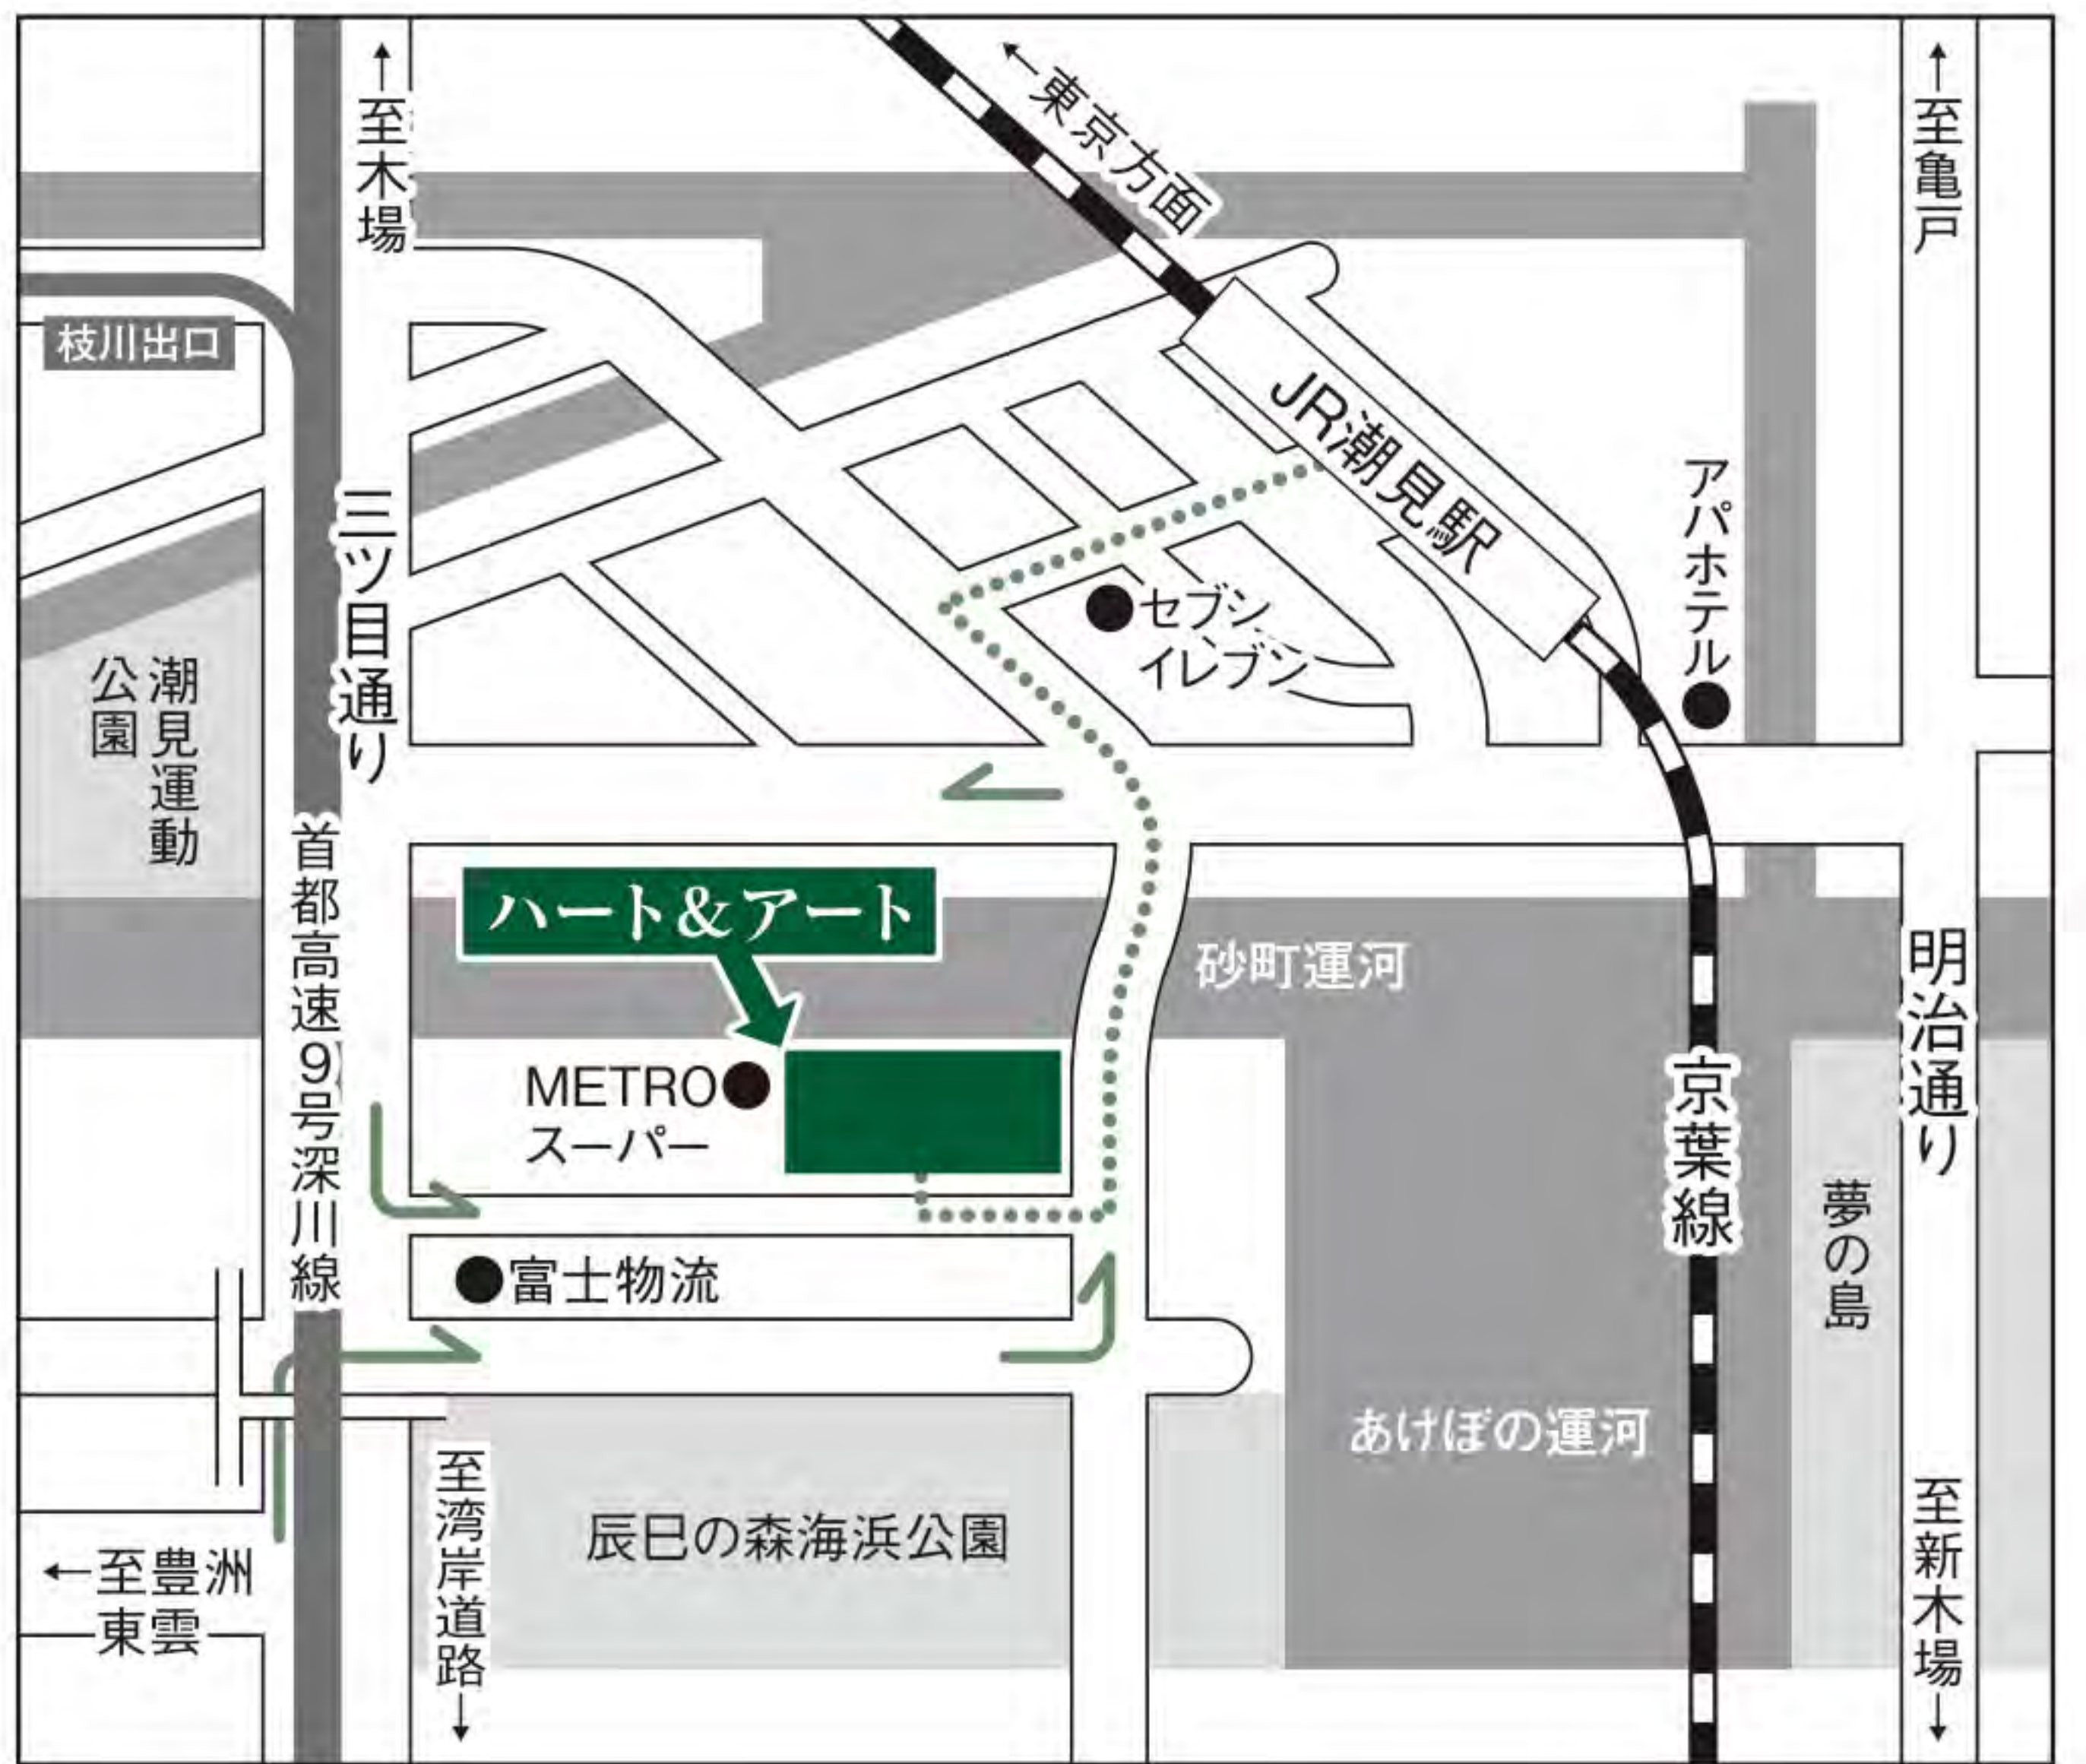 ↑至木場
←東京方面
↑至亀戸
枝川出口
三ツ目通り
JR潮見駅
アパホテル
●セブン
イレブン
潮見運動
公園
首都高速9号深川線
ハート&アート
砂町運河
明治通り
METRO●
スーパー
京葉線
夢の島
●富士物流
あけぼの運河
至湾岸道路↓
辰巳の森海浜公園
至新木場↓
←至豊洲
東雲